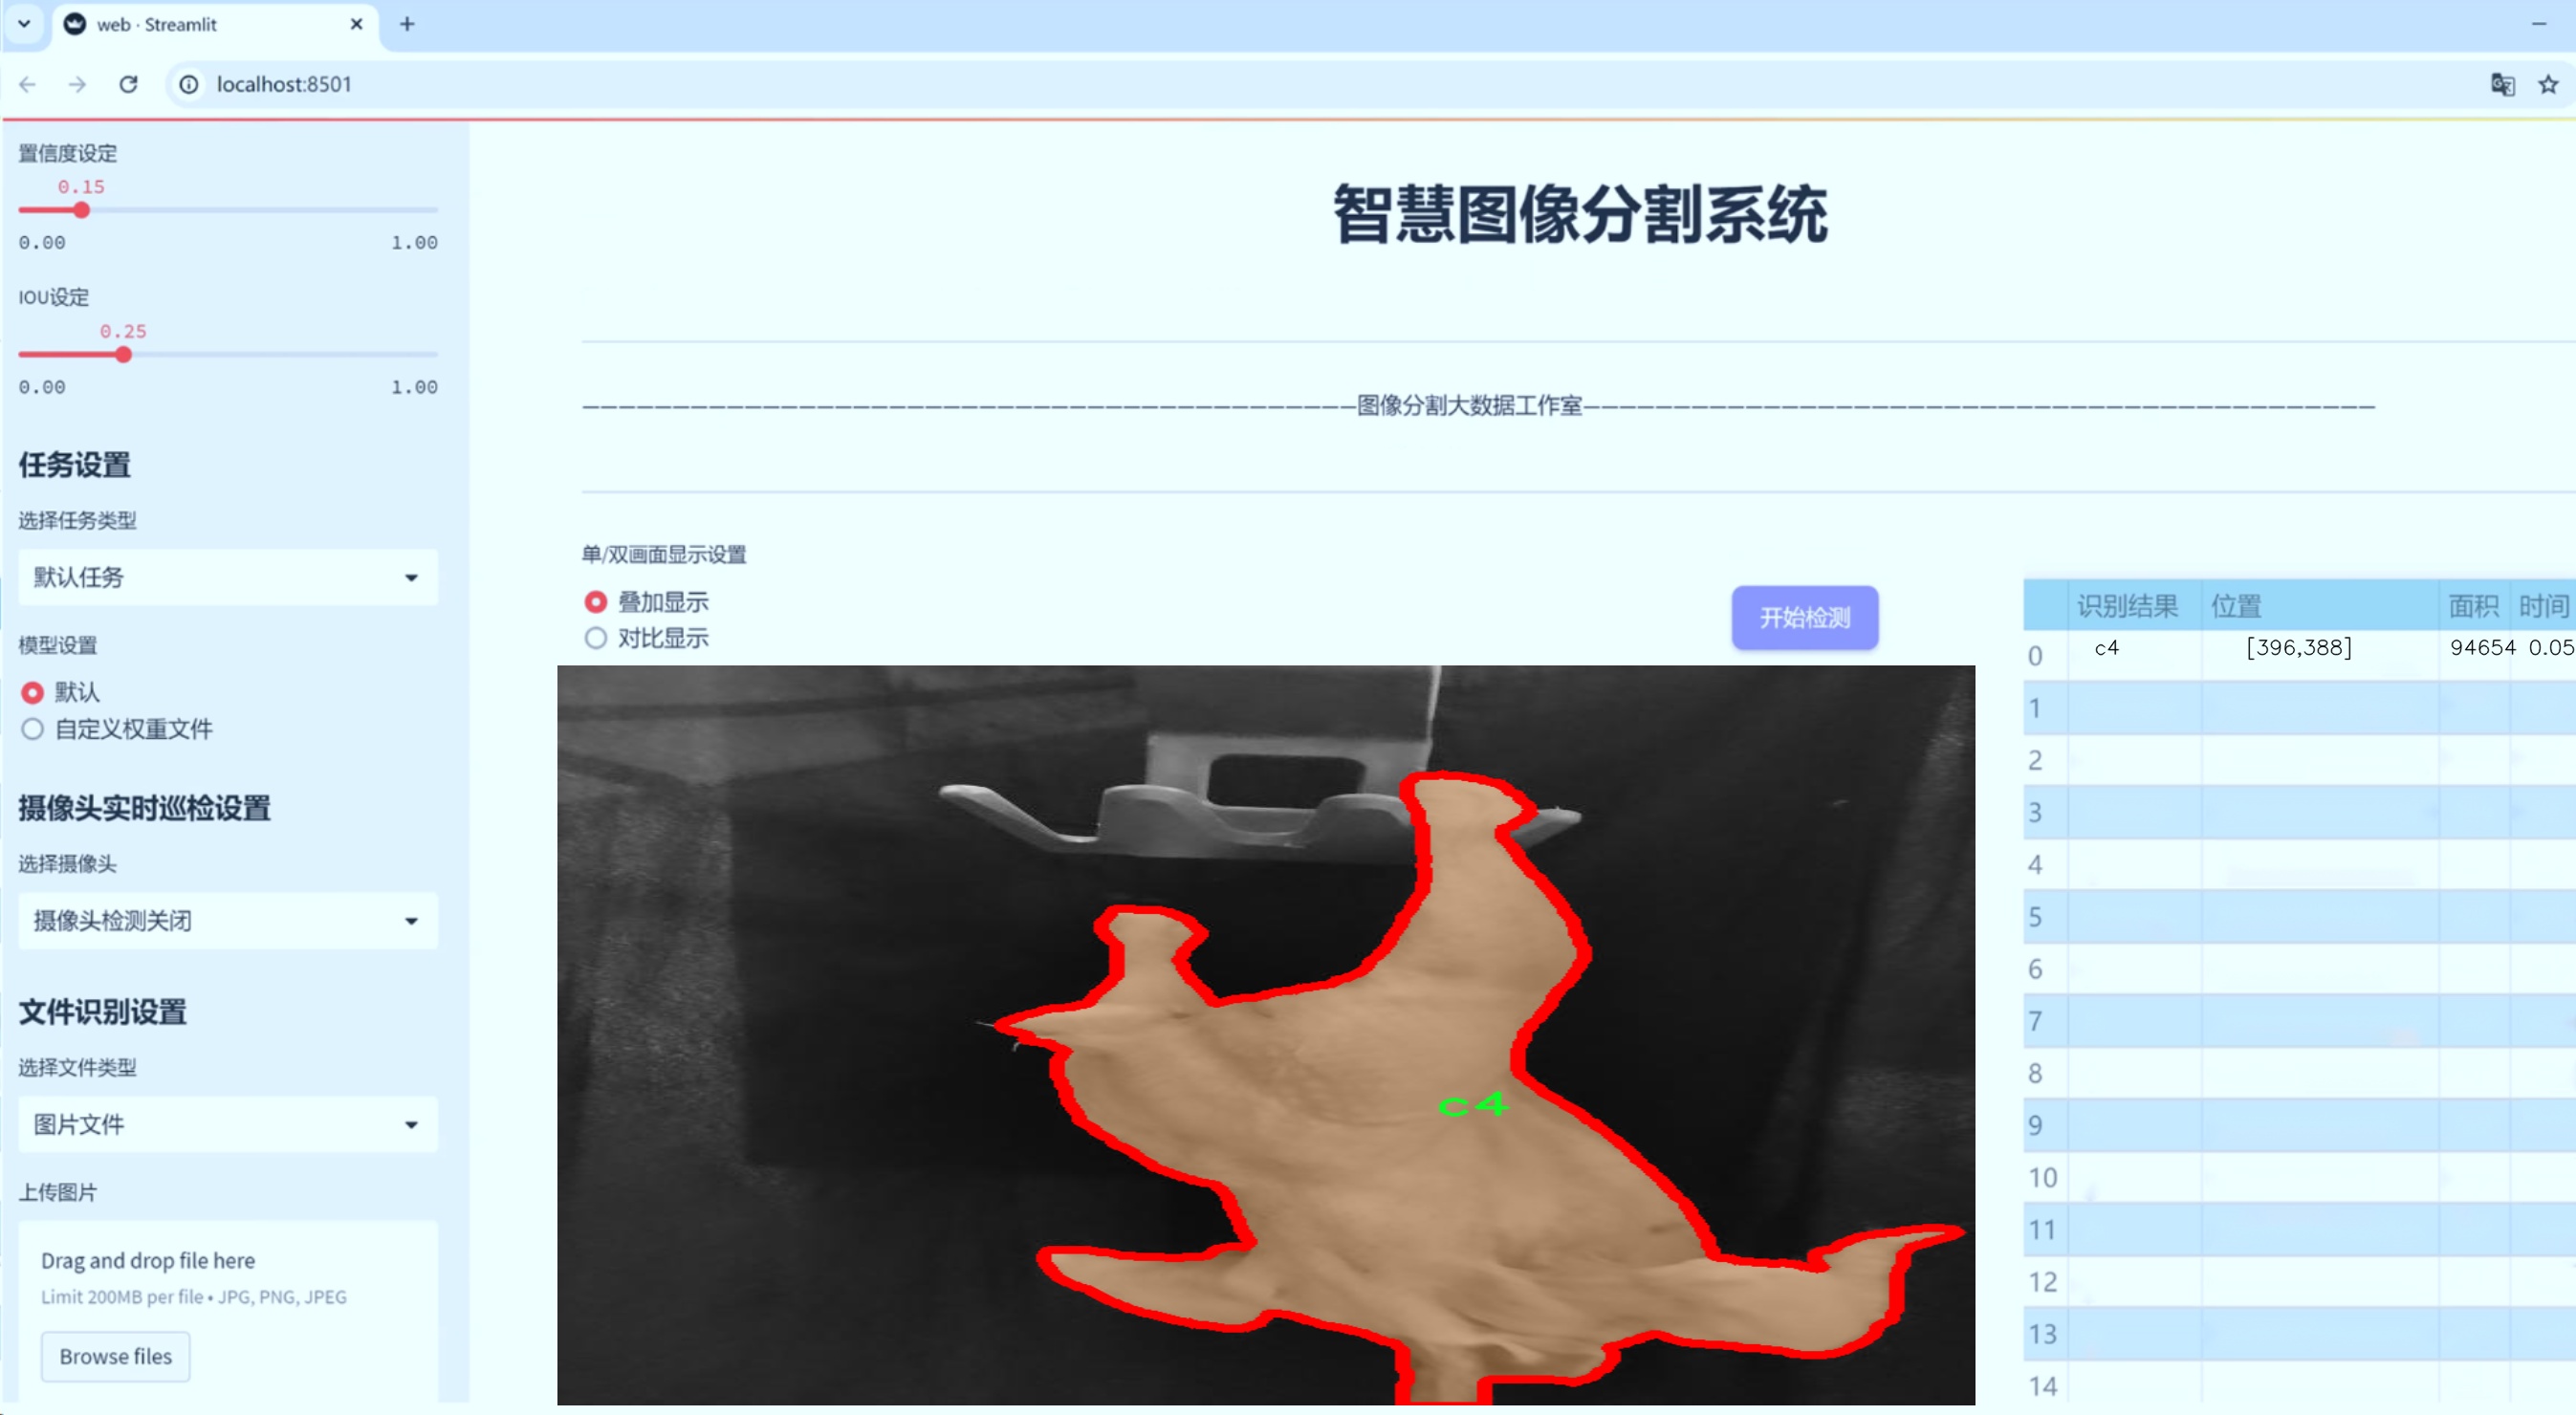 web · Streamlit
localhost:8501
置信度设定
0.15
0.00 1.00
IOU设定
0.25
0.00 1.00
任务设置
选择任务类型
默认任务
模型设置
默认
自定义权重文件
摄像头实时巡检设置
选择摄像头
摄像头检测关闭
文件识别设置
选择文件类型
图片文件
上传图片
Drag and drop file here
Limit 200MB per file • JPG, PNG, JPEG
Browse files
智慧图像分割系统
———————————————————————————————————————————图像分割大数据工作室————————————————————————————————————————————
单/双画面显示设置
叠加显示
对比显示
开始检测
c4
识别结果 位置 面积 时间
0 c4 [396,388] 94654 0.05
1
2
3
4
5
6
7
8
9
10
11
12
13
14